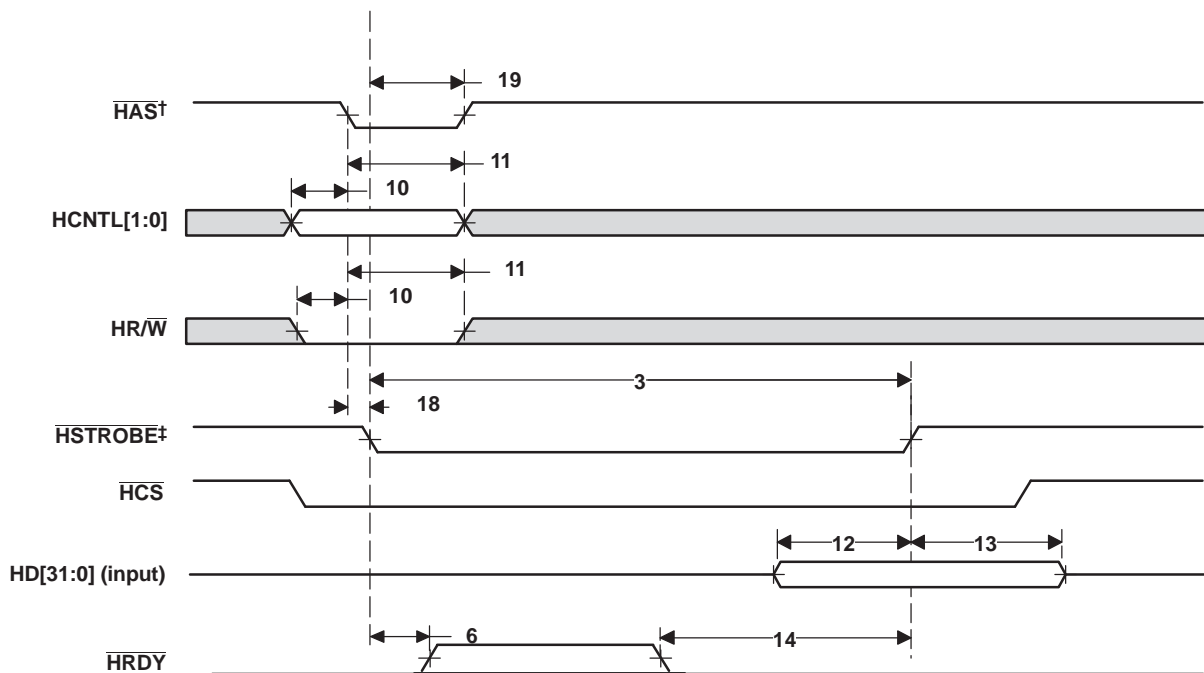 19
HAS†
11
10
HCNTL[1:0]
11
10
HR/W
3
18
HSTROBE‡
HCS
12
13
HD[31:0] (input)
6
14
HRDY